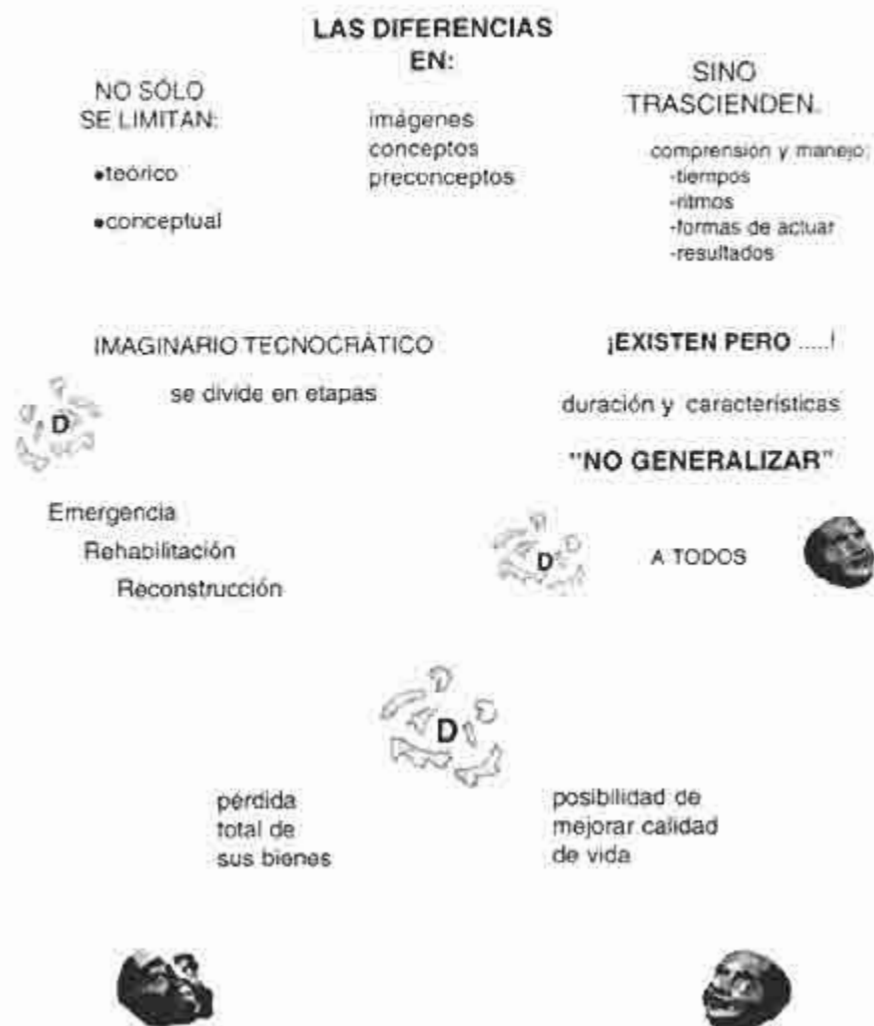 LAS DIFERENCIAS
EN:
NO SÓLO
SE LIMITAN:
•teórico
•conceptual
imágenes
conceptos
preconceptos
SINO
TRASCIENDEN.
comprensión y manejo:
-tiempos
-ritmos
-formas de actuar
-resultados
IMAGINARIO TECNOCRÁTICO
se divide en etapas
D
Emergencia
Rehabilitación
Reconstrucción
¡EXISTEN PERO .....!
duración y características
"NO GENERALIZAR"
D
A TODOS
D
pérdida
total de
sus bienes
posibilidad de
mejorar calidad
de vida